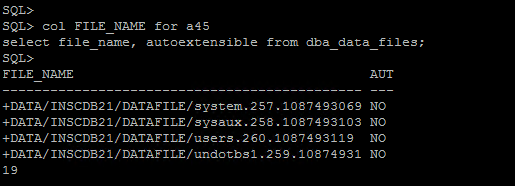 SQL>
SQL> col FILE_NAME for a45
select file_name, autoextensible from dba_data_files;
SQL>
FILE_NAME                                     AUT
--------------------------------------------- ---
+DATA/INSCDB21/DATAFILE/system.257.1087493069 NO
+DATA/INSCDB21/DATAFILE/sysaux.258.1087493103 NO
+DATA/INSCDB21/DATAFILE/users.260.1087493119  NO
+DATA/INSCDB21/DATAFILE/undotbs1.259.10874931 NO
19